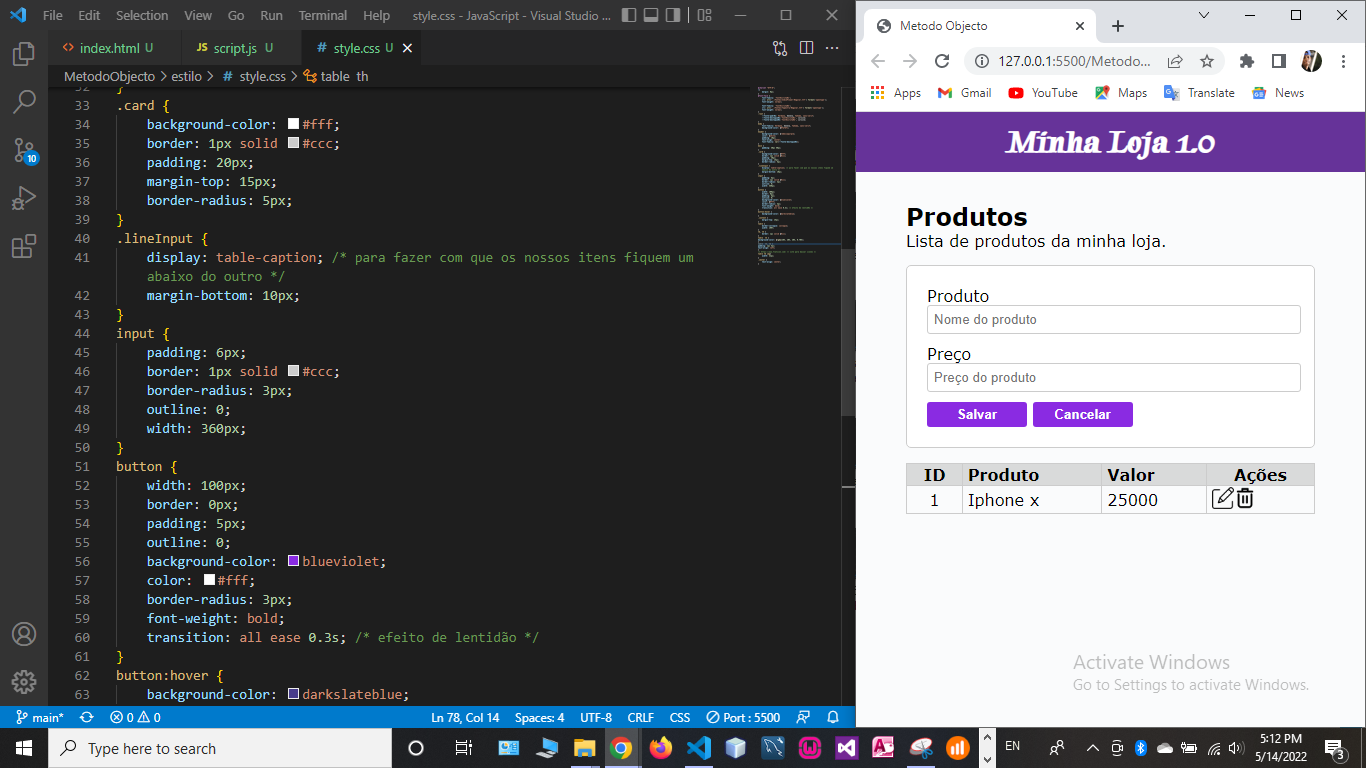 File Edit Selection View Go Run Terminal Help style.css - JavaScript - Visual Studio ...
index.html U JS script.js U # style.css U
MetodoObjecto > estilo > # style.css > table th
32 }
33 .card {
34 background-color: #fff;
35 border: 1px solid #ccc;
36 padding: 20px;
37 margin-top: 15px;
38 border-radius: 5px;
39 }
40 .lineInput {
41 display: table-caption; /* para fazer com que os nossos itens fiquem um
abaixo do outro */
42 margin-bottom: 10px;
43 }
44 input {
45 padding: 6px;
46 border: 1px solid #ccc;
47 border-radius: 3px;
48 outline: 0;
49 width: 360px;
50 }
51 button {
52 width: 100px;
53 border: 0px;
54 padding: 5px;
55 outline: 0;
56 background-color: blueviolet;
57 color: #fff;
58 border-radius: 3px;
59 font-weight: bold;
60 transition: all ease 0.3s; /* efeito de lentidão */
61 }
62 button:hover {
63 background-color: darkslateblue;
10
main* 0 0 Ln 78, Col 14 Spaces: 4 UTF-8 CRLF CSS Port : 5500
Metodo Objecto
127.0.0.1:5500/Metodo...
Apps Gmail YouTube Maps Translate News
Minha Loja 1.0
Produtos
Lista de produtos da minha loja.
Produto
Nome do produto
Preço
Preço do produto
Salvar Cancelar
ID Produto Valor Ações
1 Iphone x 25000
Activate Windows
Go to Settings to activate Windows.
Type here to search
EN
5:12 PM
5/14/2022
3